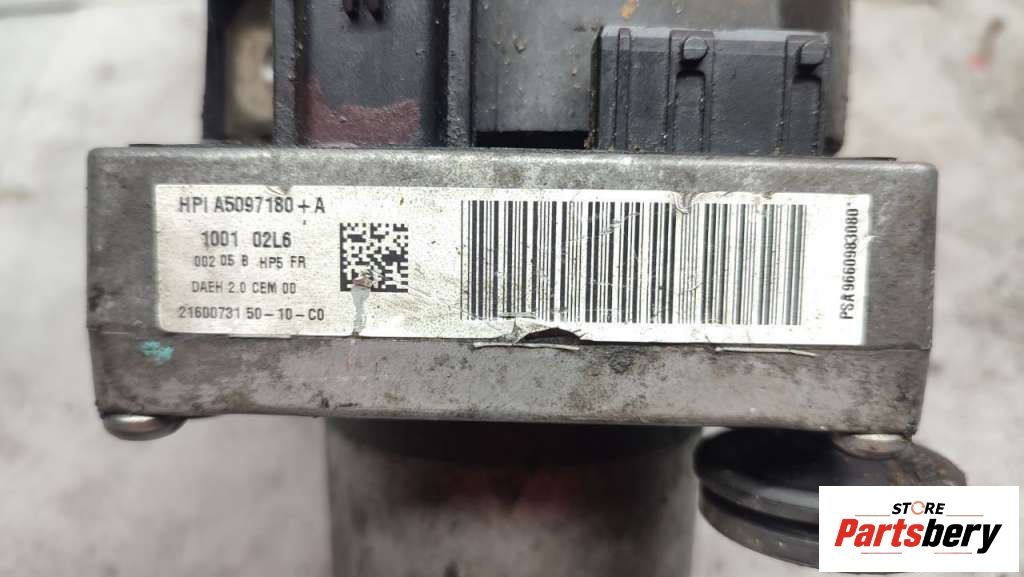 HPI A5097180+A
1001 02L6
002 05 B HP5 FR
DAEH 2.0 CEM 00
21600731 50-10-C0
PSA 9660983080*
STORE
Partsbery